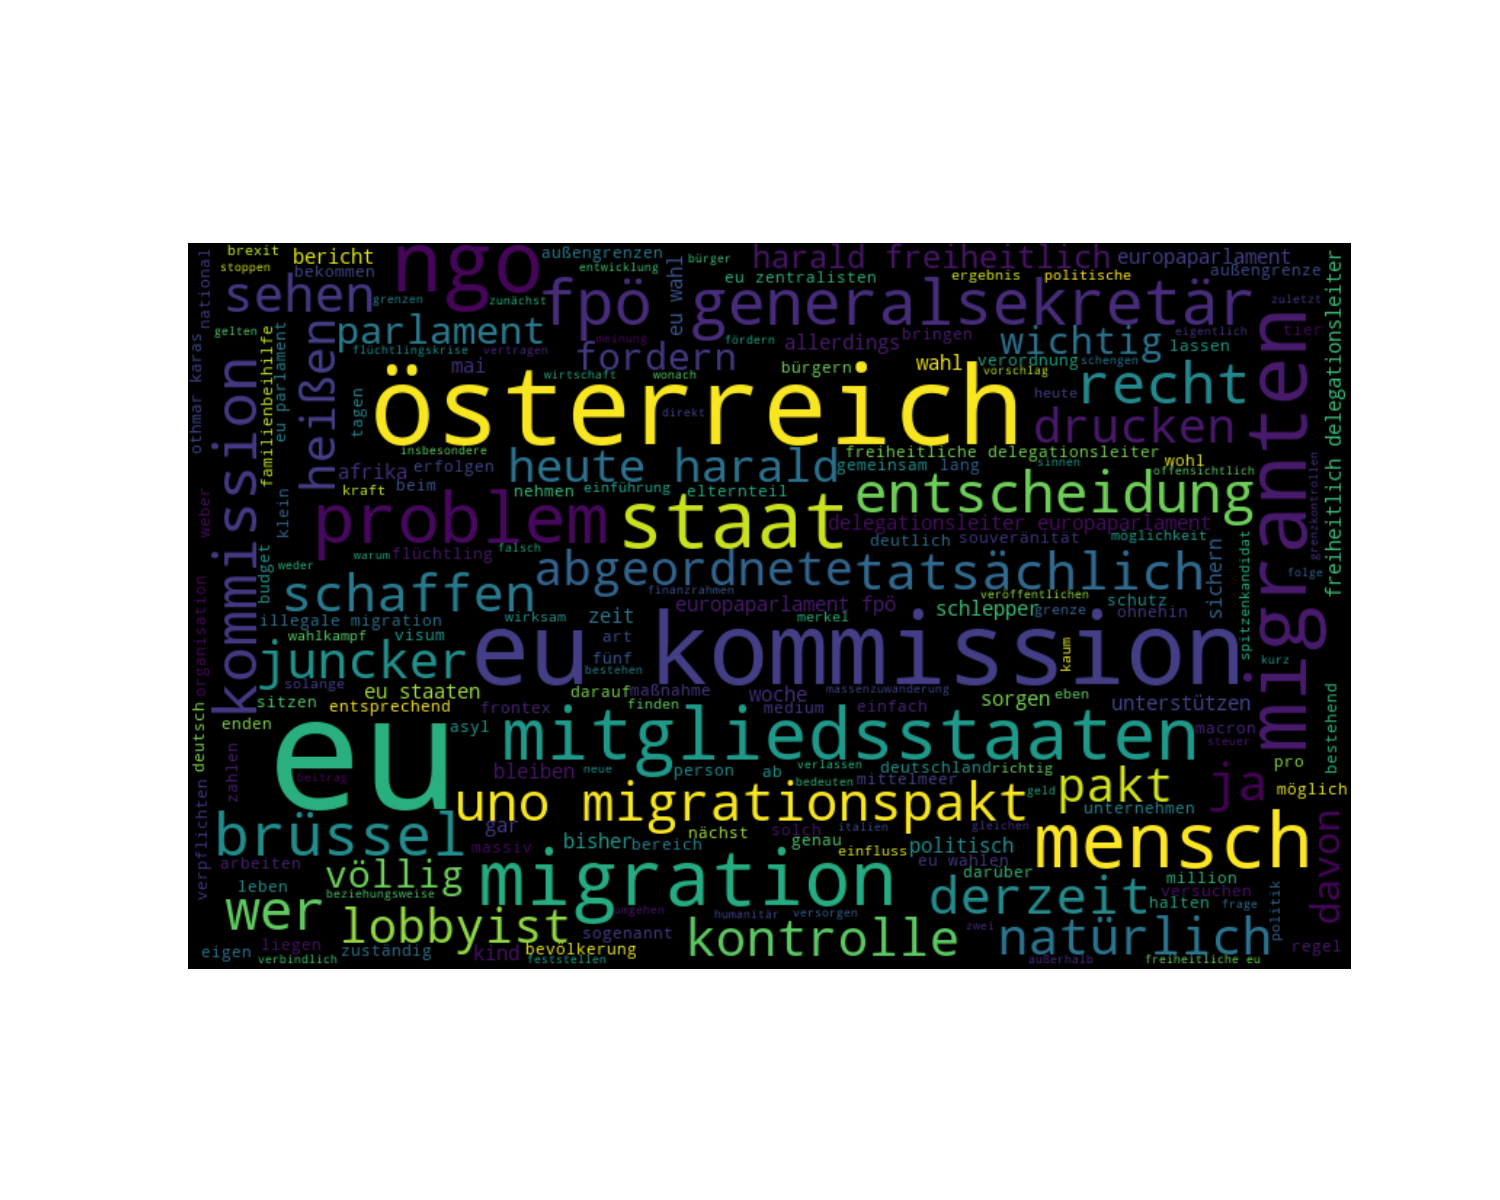 brexit
bericht
ngo
außengrenzen
harald freiheitlich
europaparlament
stoppen
bekommen
entwicklung
bürger
eu zentralisten
ergebnis
politische
außengrenze
national
sehen
grenzen
zunächst
fpö
eu wahl
generalsekretär
zuletzt
freiheitlich delegationsleiter
gelten
heißen
parlament
meinung
fördern
allerdings
bringen
wichtig
eigentlich
tier
lassen
othmar karas
familienbeihilfe
eu parlament
flüchtlingskrise
vertragen
fordern
mai
wirtschaft
wonach
bürgern
wahl
verordnung
schengen
vorschlag
kommission
tagen
österreich
direkt
heute
recht
drucken
migranten
insbesondere
freiheitliche delegationsleiter
wohl
afrika
erfolgen
heute harald
gemeinsam lang
sinnen
offensichtlich
kraft
beim
nehmen
einführung
elternteil
entscheidung
grenzkontrollen
weber
klein
problem
staat
delegationsleiter europaparlament
deutlich
souveränität
möglichkeit
warum
flüchtling
falsch
budget
weder
schaffen
abgeordnete
tatsächlich
sichern
spitzenkandidat
folge
finanzrahmen
veröffentlichen
organisation
illegale migration
wirksam
zeit
europaparlament fpö
merkel
schlepper
grenze
schutz
ohnehin
wahlkampf
visum
art
juncker
fünf
bestehen
eu kommission
kaum
kurz
solange
eu staaten
darauf
maßnahme
woche
massenzuwanderung
sorgen
eben
unterstützen
bestehend
sitzen
entsprechend
frontex
finden
medium
einfach
deutsch
enden
eu
asyl
mitgliedsstaaten
macron
steuer
zahlen
beitrag
bleiben
neue
person
ab
verlassen
bedeuten
deutschland
richtig
mittelmeer
pro
verpflichten
uno migrationspakt
geld
pakt
ja
möglich
unternehmen
brüssel
gar
massiv
nächst
solch
italien
gleichen
mensch
davon
bisher
bereich
genau
einfluss
politisch
arbeiten
völlig
migration
eu wahlen
darüber
million
leben
beziehungsweise
derzeit
versuchen
halten
frage
politik
wer
lobbyist
umgehen
humanitär
versorgen
sogenannt
kontrolle
zwei
natürlich
regel
eigen
liegen
verbindlich
zuständig
kind
bevölkerung
feststellen
außerhalb
freiheitliche eu